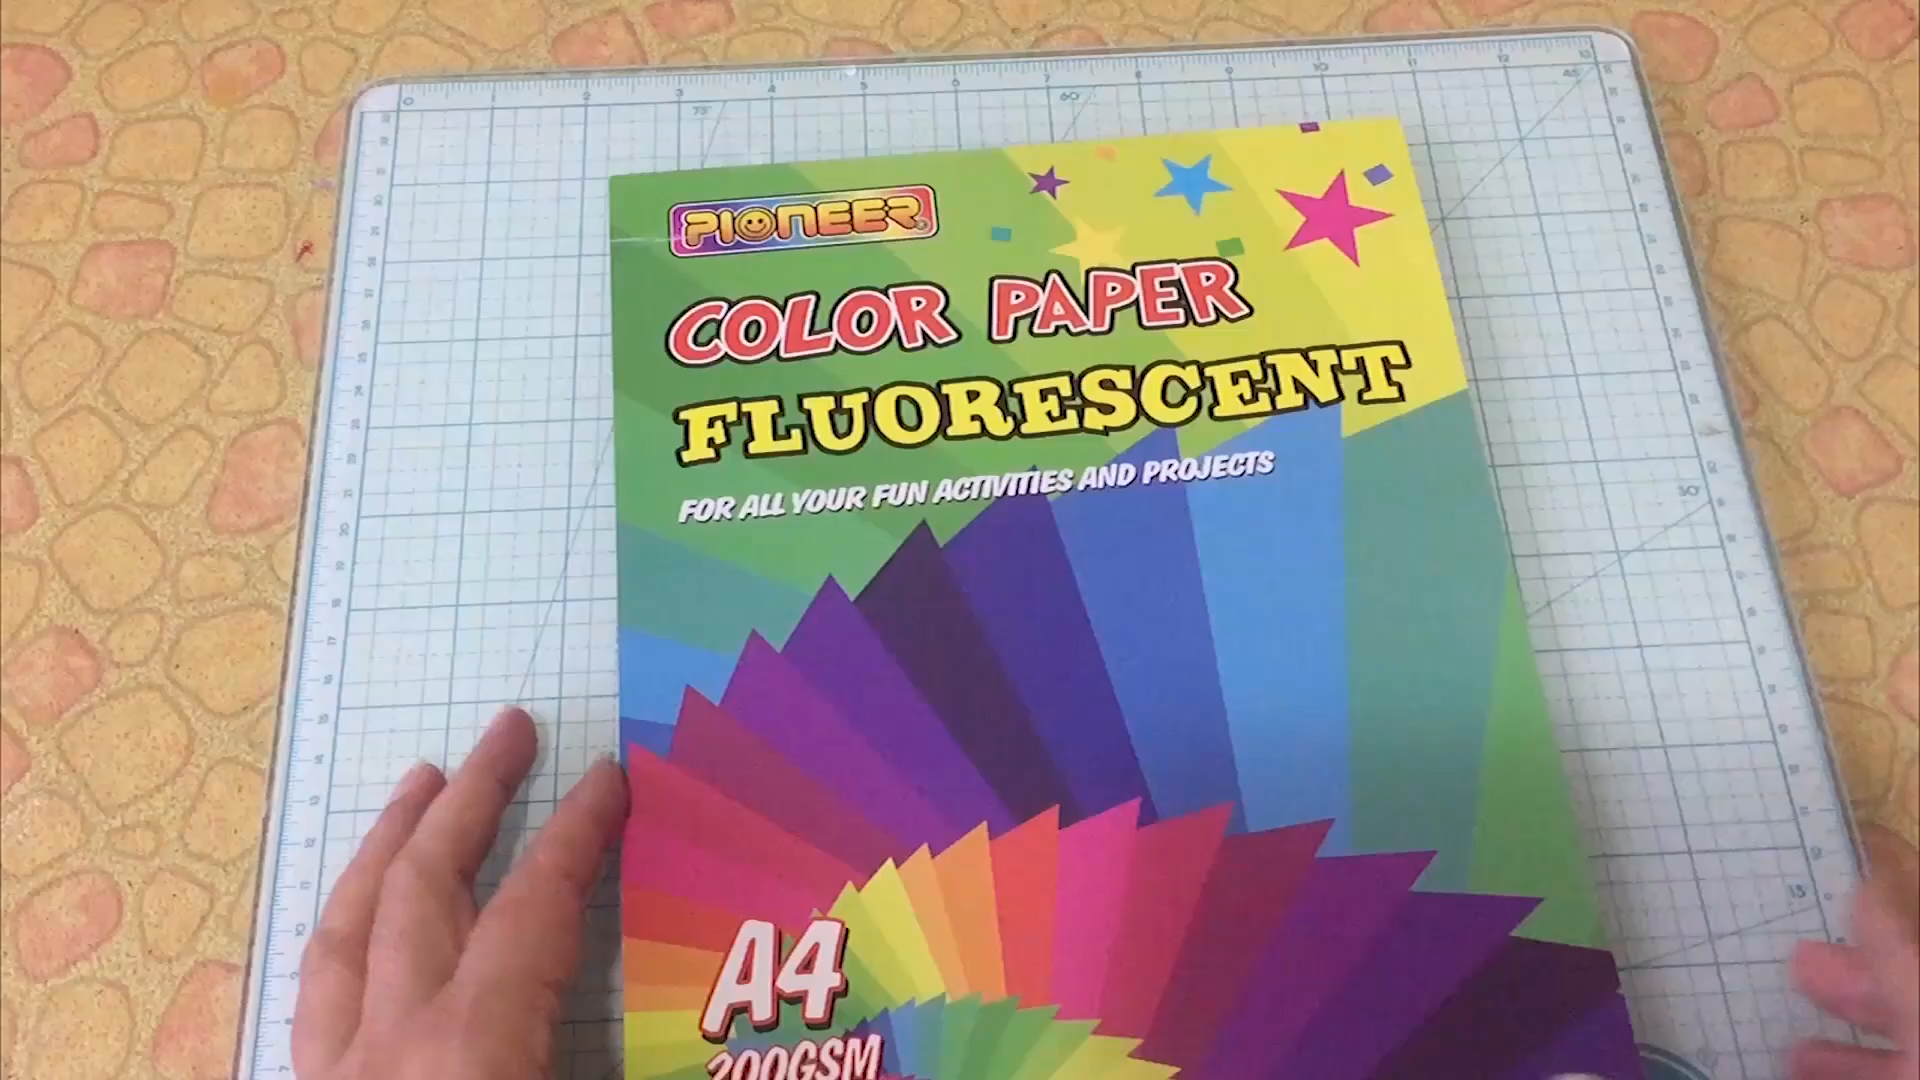 PIONEER
COLOR PAPER
FLUORESCENT
FOR ALL YOUR FUN ACTIVITIES AND PROJECTS
A4
200GSM